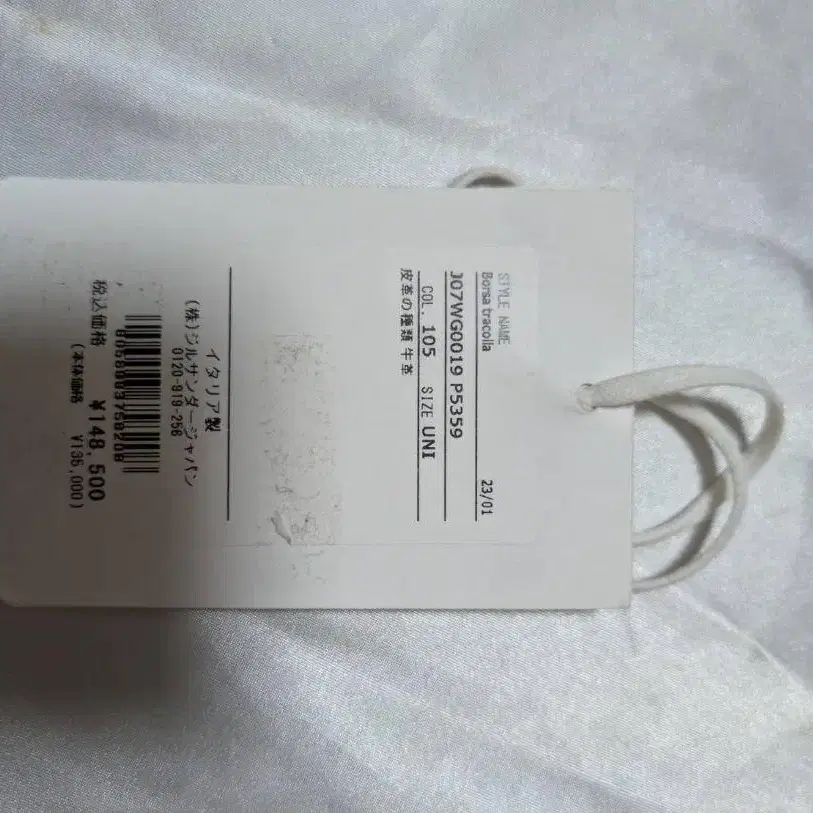 STYLE NAME
Borsa tracolla 23/01
J07WG0019 P5359
COL. 105 SIZE UNI
皮革の種類 牛革
イタリア製
(株)ジルサンダージャパン
0120-919-256
税込価格 ¥148,500
(本体価格 ¥135,000)